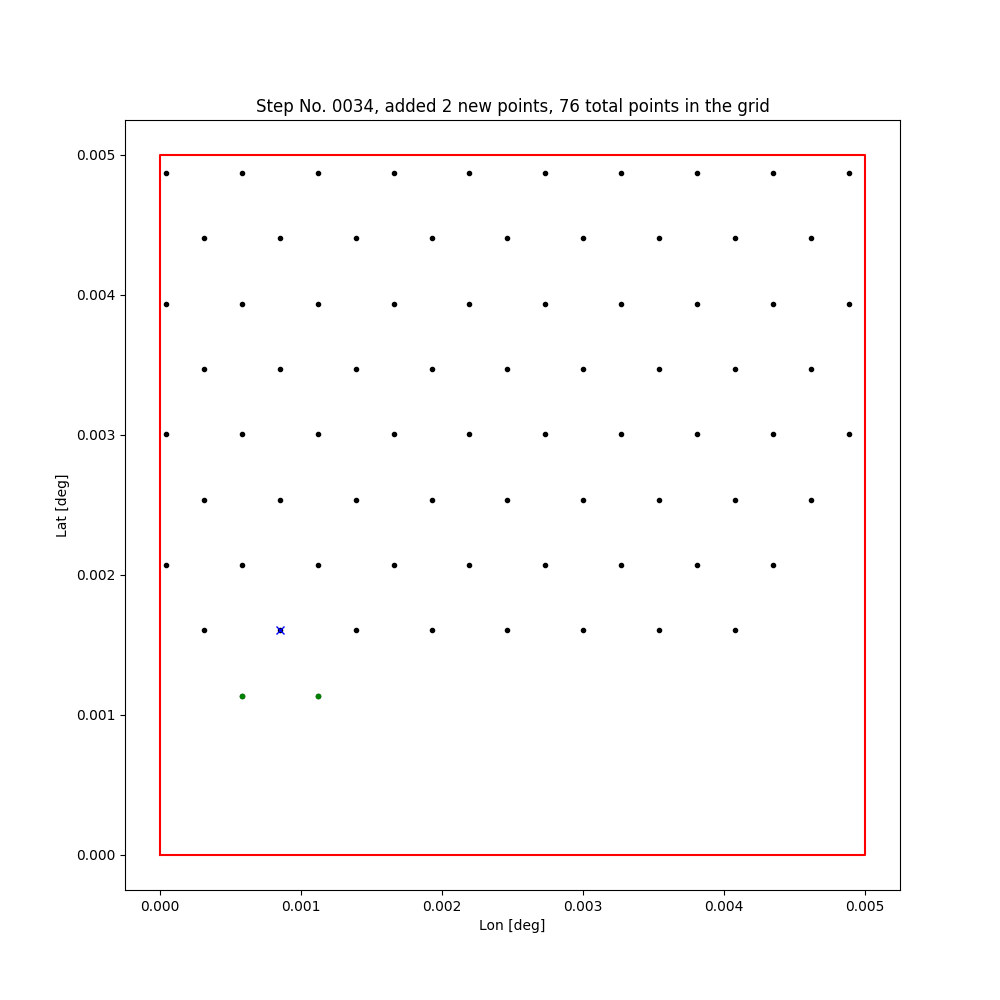 Step No. 0034, added 2 new points, 76 total points in the grid
0.005
0.004
0.003
0.002
0.001
0.000
Lat [deg]
0.000 0.001 0.002 0.003 0.004 0.005
Lon [deg]